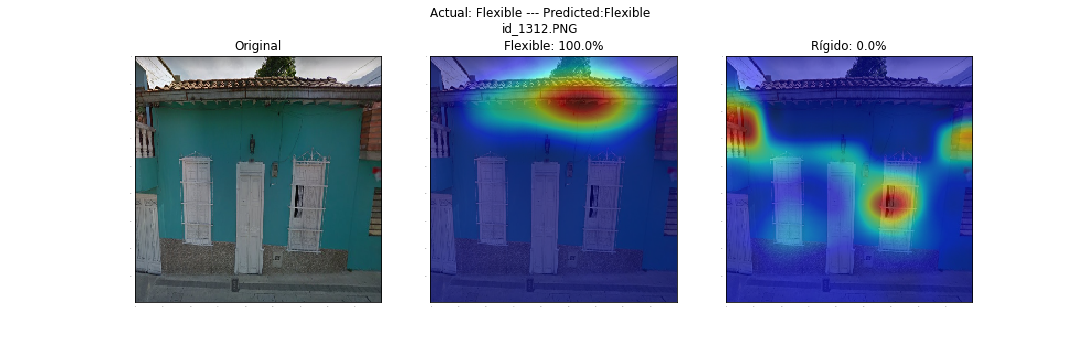 Actual: Flexible --- Predicted:Flexible
id_1312.PNG
Original
Flexible: 100.0%
Rígido: 0.0%